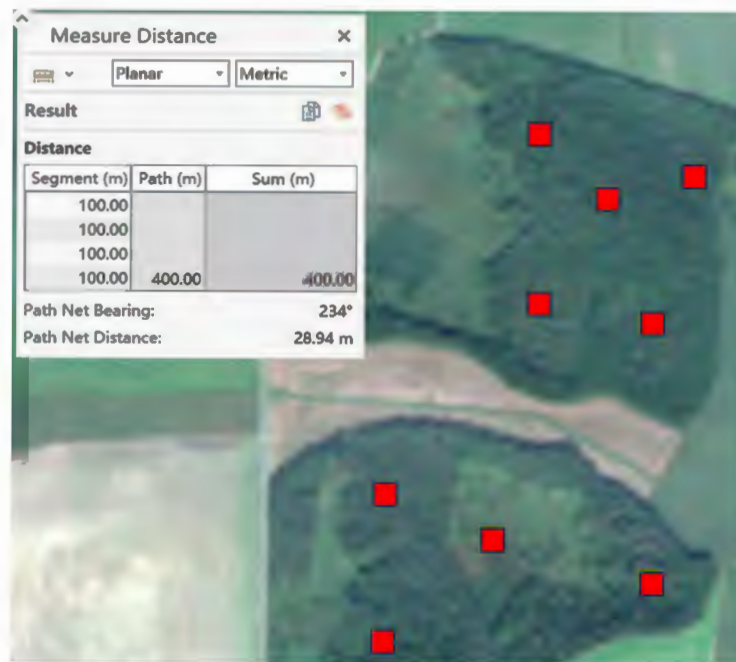 Measure Distance
Planar Metric
Result
Distance
Segment (m) Path (m) Sum (m)
100.00
100.00
100.00
100.00 400.00 400.00
Path Net Bearing: 234°
Path Net Distance: 28.94 m